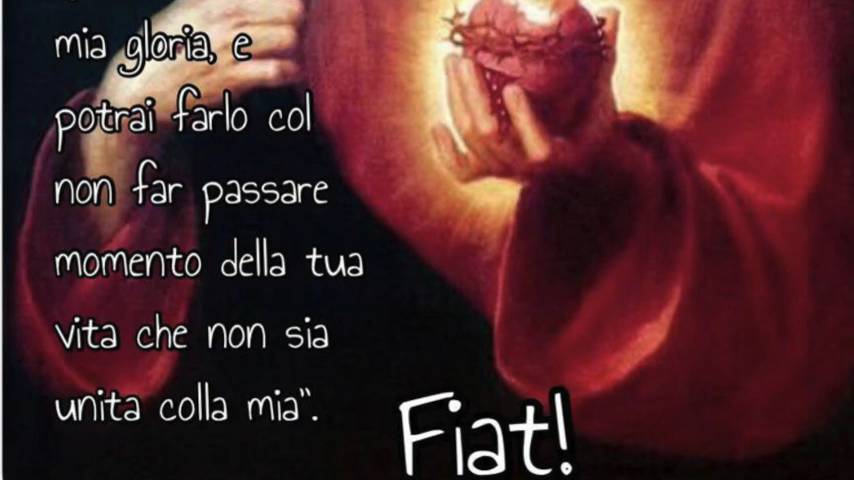 mia gloria, e
potrai farlo col
non far passare
momento della tua
vita che non sia
unita colla mia”.
Fiat!